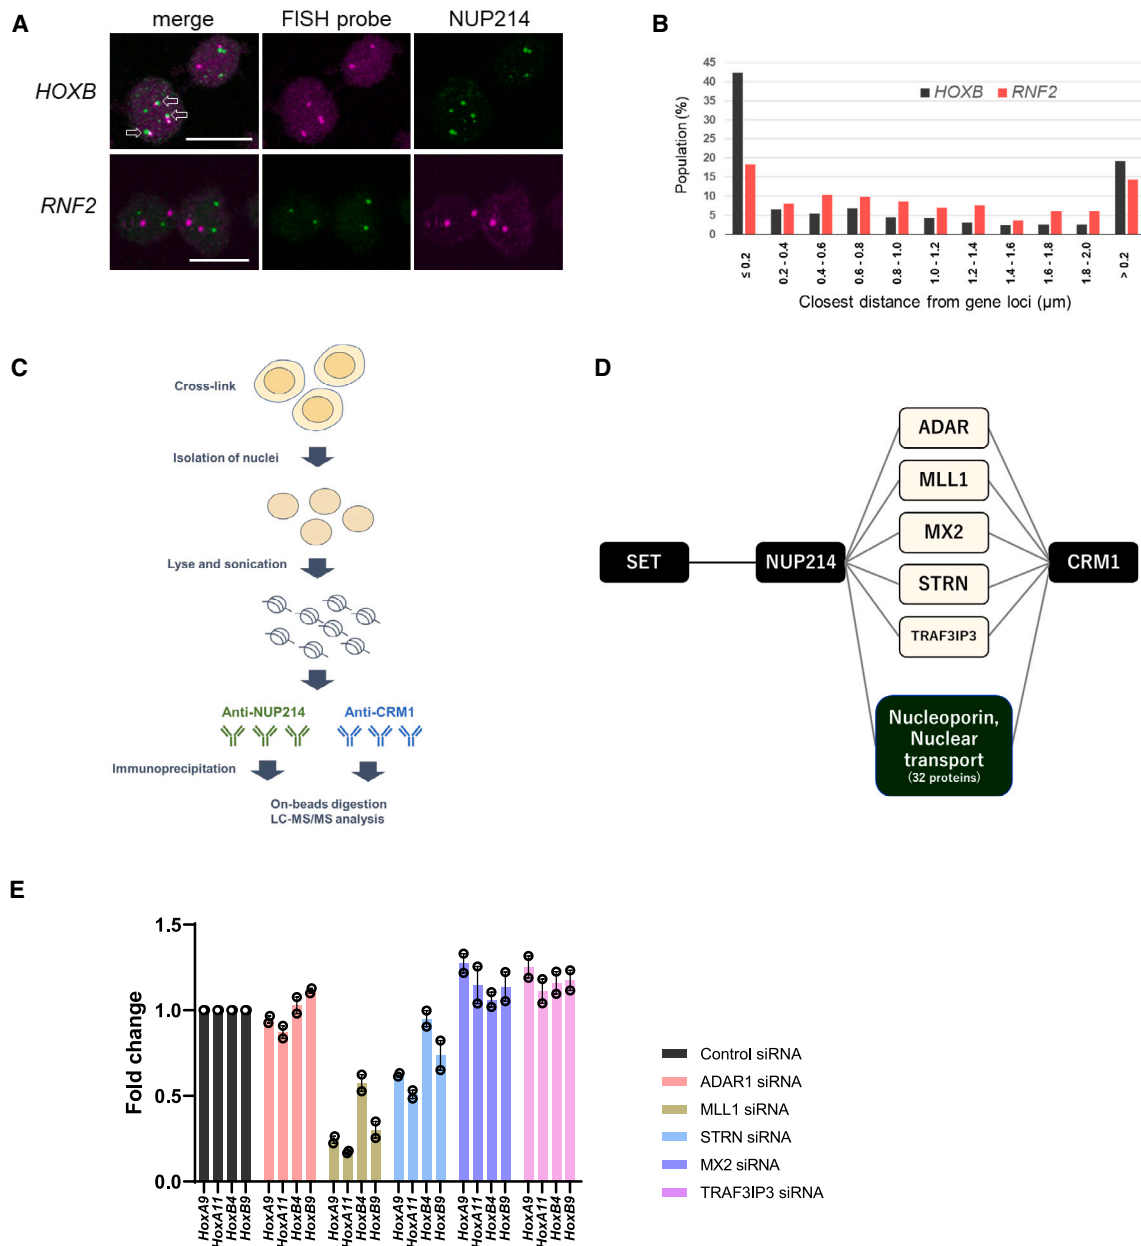 A
merge
FISH probe
NUP214
HOXB
RNF2
B
45
40
35
30
25
20
15
10
5
0
Population (%)
HOXB
RNF2
≤ 0.2
0.2 - 0.4
0.4 - 0.6
0.6 - 0.8
0.8 - 1.0
1.0 - 1.2
1.2 - 1.4
1.4 - 1.6
1.6 - 1.8
1.8 - 2.0
> 0.2
Closest distance from gene loci (μm)
C
Cross-link
Isolation of nuclei
Lyse and sonication
Anti-NUP214
Anti-CRM1
Immunoprecipitation
On-beads digestion
LC-MS/MS analysis
D
SET
NUP214
ADAR
MLL1
MX2
STRN
TRAF3IP3
Nucleoporin,
Nuclear
transport
(32 proteins)
CRM1
E
1.5
1.0
0.5
0.0
Fold change
HoxA9
HoxA11
HoxB4
HoxB9
HoxA9
HoxA11
HoxB4
HoxB9
HoxA9
HoxA11
HoxB4
HoxB9
HoxA9
HoxA11
HoxB4
HoxB9
HoxA9
HoxA11
HoxB4
HoxB9
HoxA9
HoxA11
HoxB4
HoxB9
Control siRNA
ADAR1 siRNA
MLL1 siRNA
STRN siRNA
MX2 siRNA
TRAF3IP3 siRNA